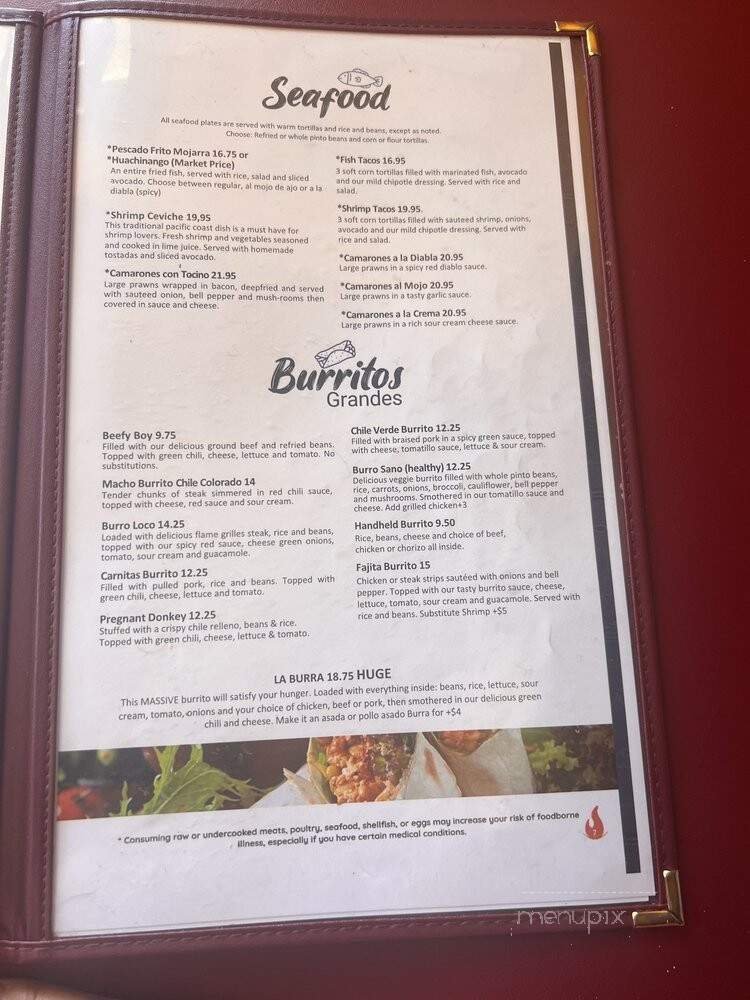 Seafood
All seafood plates are served with warm tortillas and rice and beans, except as noted.
Choose: Refried or whole pinto beans and corn or flour tortillas.
*Pescado Frito Mojarra 16.75 or
*Huachinango (Market Price)
An entire fried fish, served with rice, salad and sliced
avocado. Choose between regular, al mojo de ajo or a la
diabla (spicy)
*Shrimp Ceviche 19,95
This traditional pacific coast dish is a must have for
shrimp lovers. Fresh shrimp and vegetables seasoned
and cooked in lime juice. Served with homemade
tostadas and sliced avocado.
*Camarones con Tocino 21.95
Large prawns wrapped in bacon, deepfried and served
with sauteed onion, bell pepper and mush-rooms then
covered in sauce and cheese.
*Fish Tacos 16.95
3 soft corn tortillas filled with marinated fish, avocado
and our mild chipotle dressing. Served with rice and
salad.
*Shrimp Tacos 19.95.
3 soft corn tortillas filled with sauteed shrimp, onions,
avocado and our mild chipotle dressing. Served with
rice and salad.
*Camarones a la Diabla 20.95
Large prawns in a spicy red diablo sauce.
*Camarones al Mojo 20.95
Large prawns in a tasty garlic sauce.
*Camarones a la Crema 20.95
Large prawns in a rich sour cream cheese sauce.
Burritos
Grandes
Beefy Boy 9.75
Filled with our delicious ground beef and refried beans.
Topped with green chili, cheese, lettuce and tomato. No
substitutions.
Macho Burrito Chile Colorado 14
Tender chunks of steak simmered in red chili sauce,
topped with cheese, red sauce and sour cream.
Burro Loco 14.25
Loaded with delicious flame grilles steak, rice and beans,
topped with our spicy red sauce, cheese green onions,
tomato, sour cream and guacamole.
Carnitas Burrito 12.25
Filled with pulled pork, rice and beans. Topped with
green chili, cheese, lettuce and tomato.
Pregnant Donkey 12.25
Stuffed with a crispy chile relleno, beans & rice.
Topped with green chili, cheese, lettuce & tomato.
Chile Verde Burrito 12.25
Filled with braised pork in a spicy green sauce, topped
with cheese, tomatillo sauce, lettuce & sour cream.
Burro Sano (healthy) 12.25
Delicious veggie burrito filled with whole pinto beans,
rice, carrots, onions, broccoli, cauliflower, bell pepper
and mushrooms. Smothered in our tomatillo sauce and
cheese. Add grilled chicken+3
Handheld Burrito 9.50
Rice, beans, cheese and choice of beef,
chicken or chorizo all inside.
Fajita Burrito 15
Chicken or steak strips sautéed with onions and bell
pepper. Topped with our tasty burrito sauce, cheese,
lettuce, tomato, sour cream and guacamole. Served with
rice and beans. Substitute Shrimp +$5
LA BURRA 18.75 HUGE
This MASSIVE burrito will satisfy your hunger. Loaded with everything inside: beans, rice, lettuce, sour
cream, tomato, onions and your choice of chicken, beef or pork, then smothered in our delicious green
chili and cheese. Make it an asada or pollo asado Burra for +$4
* Consuming raw or undercooked meats, poultry, seafood, shellfish, or eggs may increase your risk of foodborne
illness, especially if you have certain medical conditions.
7
menupix